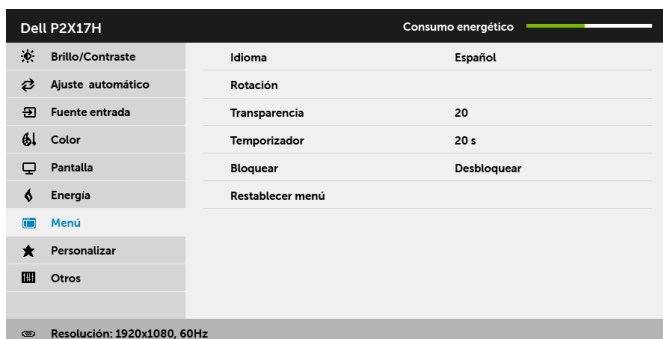 Dell P2X17H Consumo energético
Brillo/Contraste Idioma Español
Ajuste automático Rotación
Fuente entrada Transparencia 20
Color Temporizador 20 s
Pantalla Bloquear Desbloquear
Energía Restablecer menú
Menú
Personalizar
Otros
Resolución: 1920x1080, 60Hz